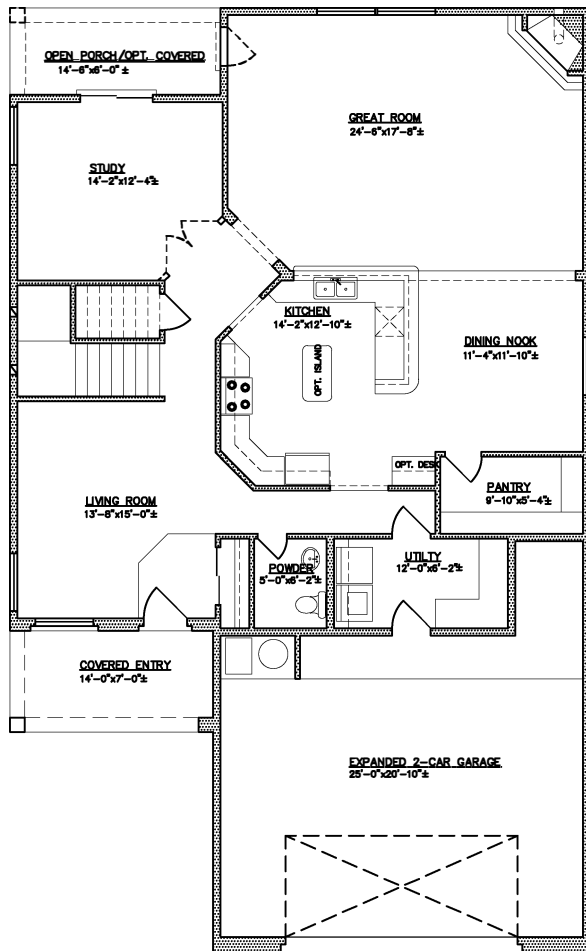 OPEN PORCH/OPT. COVERED
14'-6"x6'-0" ±
GREAT ROOM
24'-6"x17'-8"±
STUDY
14'-2"x12'-4"±
KITCHEN
14'-2"x12'-10"±
DINING NOOK
11'-4"x11'-10"±
OPT. ISLAND
OPT. DESK
PANTRY
9'-10"x5'-4"±
LIVING ROOM
13'-8"x15'-0"±
POWDER
5'-0"x6'-2"±
UTILTY
12'-0"x6'-2"±
COVERED ENTRY
14'-0"x7'-0"±
EXPANDED 2-CAR GARAGE
25'-0"x20'-10"±